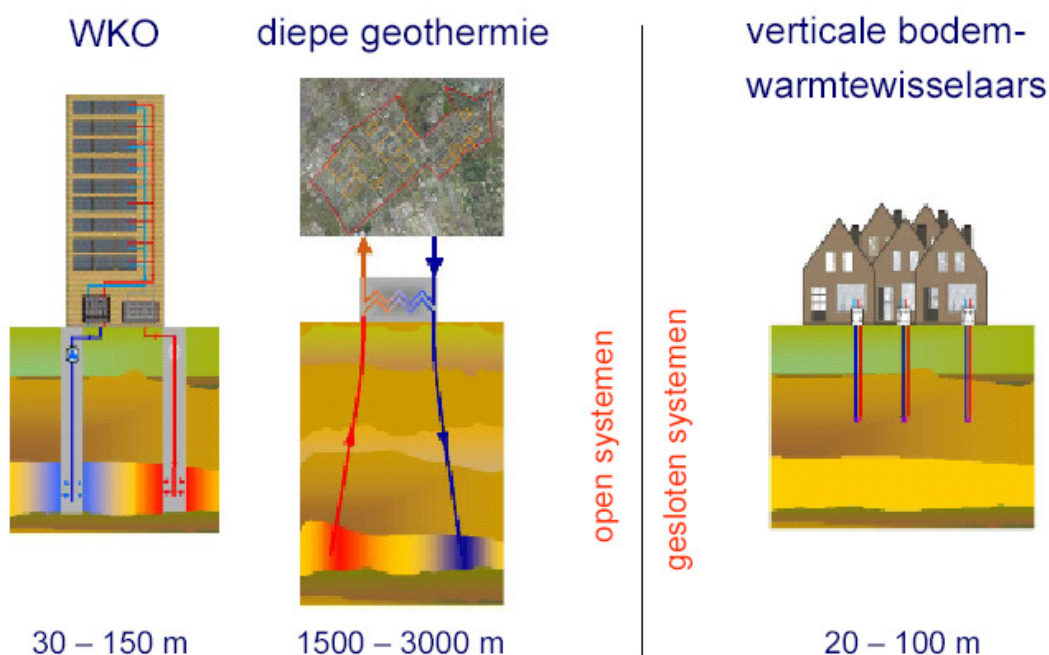 WKO
diepe geothermie
verticale bodem-
warmtewisselaars
open systemen
gesloten systemen
30 – 150 m
1500 – 3000 m
20 – 100 m